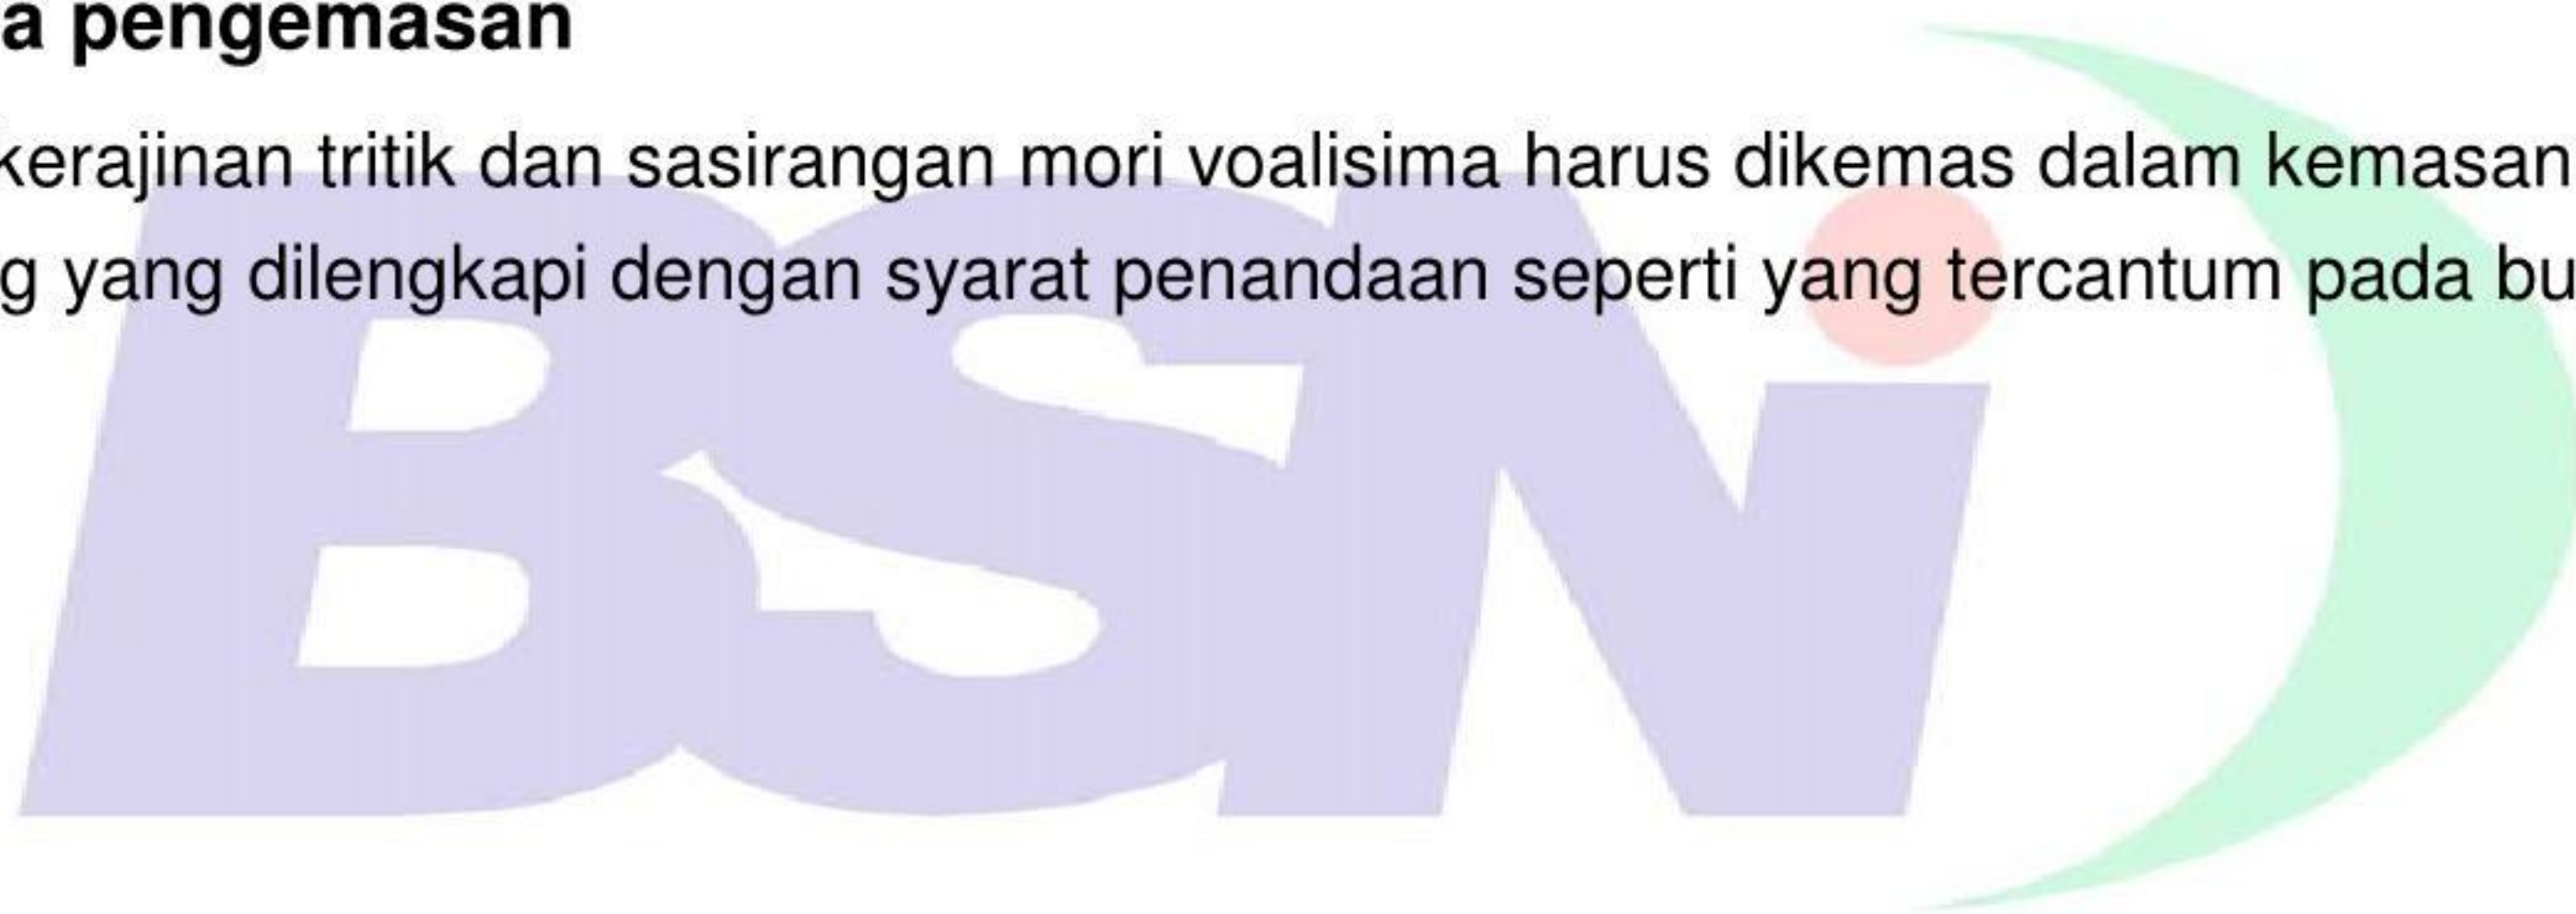 a pengemasan
kerajinan tritik dan sasirangan mori voalisima harus dikemas dalam kemasan
g yang dilengkapi dengan syarat penandaan seperti yang tercantum pada bu
BSN